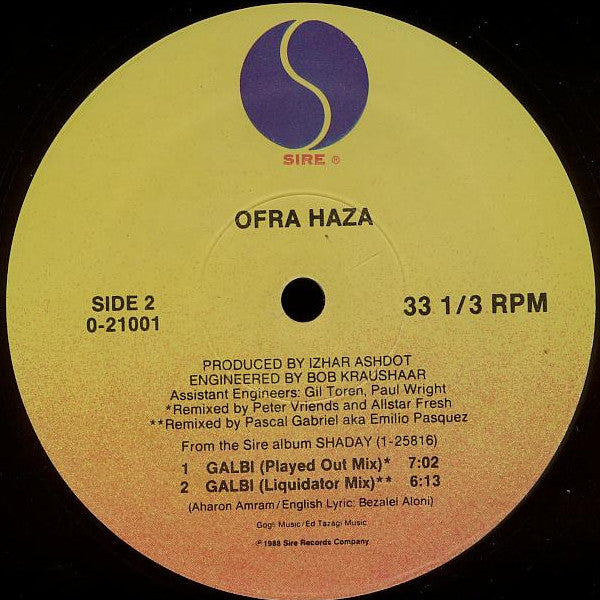 SIRE ®
OFRA HAZA
SIDE 2
0-21001
33 1/3 RPM
PRODUCED BY IZHAR ASHDOT
ENGINEERED BY BOB KRAUSHAAR
Assistant Engineers: Gil Toren, Paul Wright
*Remixed by Peter Vriends and Allstar Fresh
**Remixed by Pascal Gabriel aka Emilio Pasquez
From the Sire album SHADAY (1-25816)
1 GALBI (Played Out Mix)* 7:02
2 GALBI (Liquidator Mix)** 6:13
(Aharon Amram/English Lyric: Bezalel Aloni)
Gogly Music/Ed Tazagi Music
℗ 1988 Sire Records Company